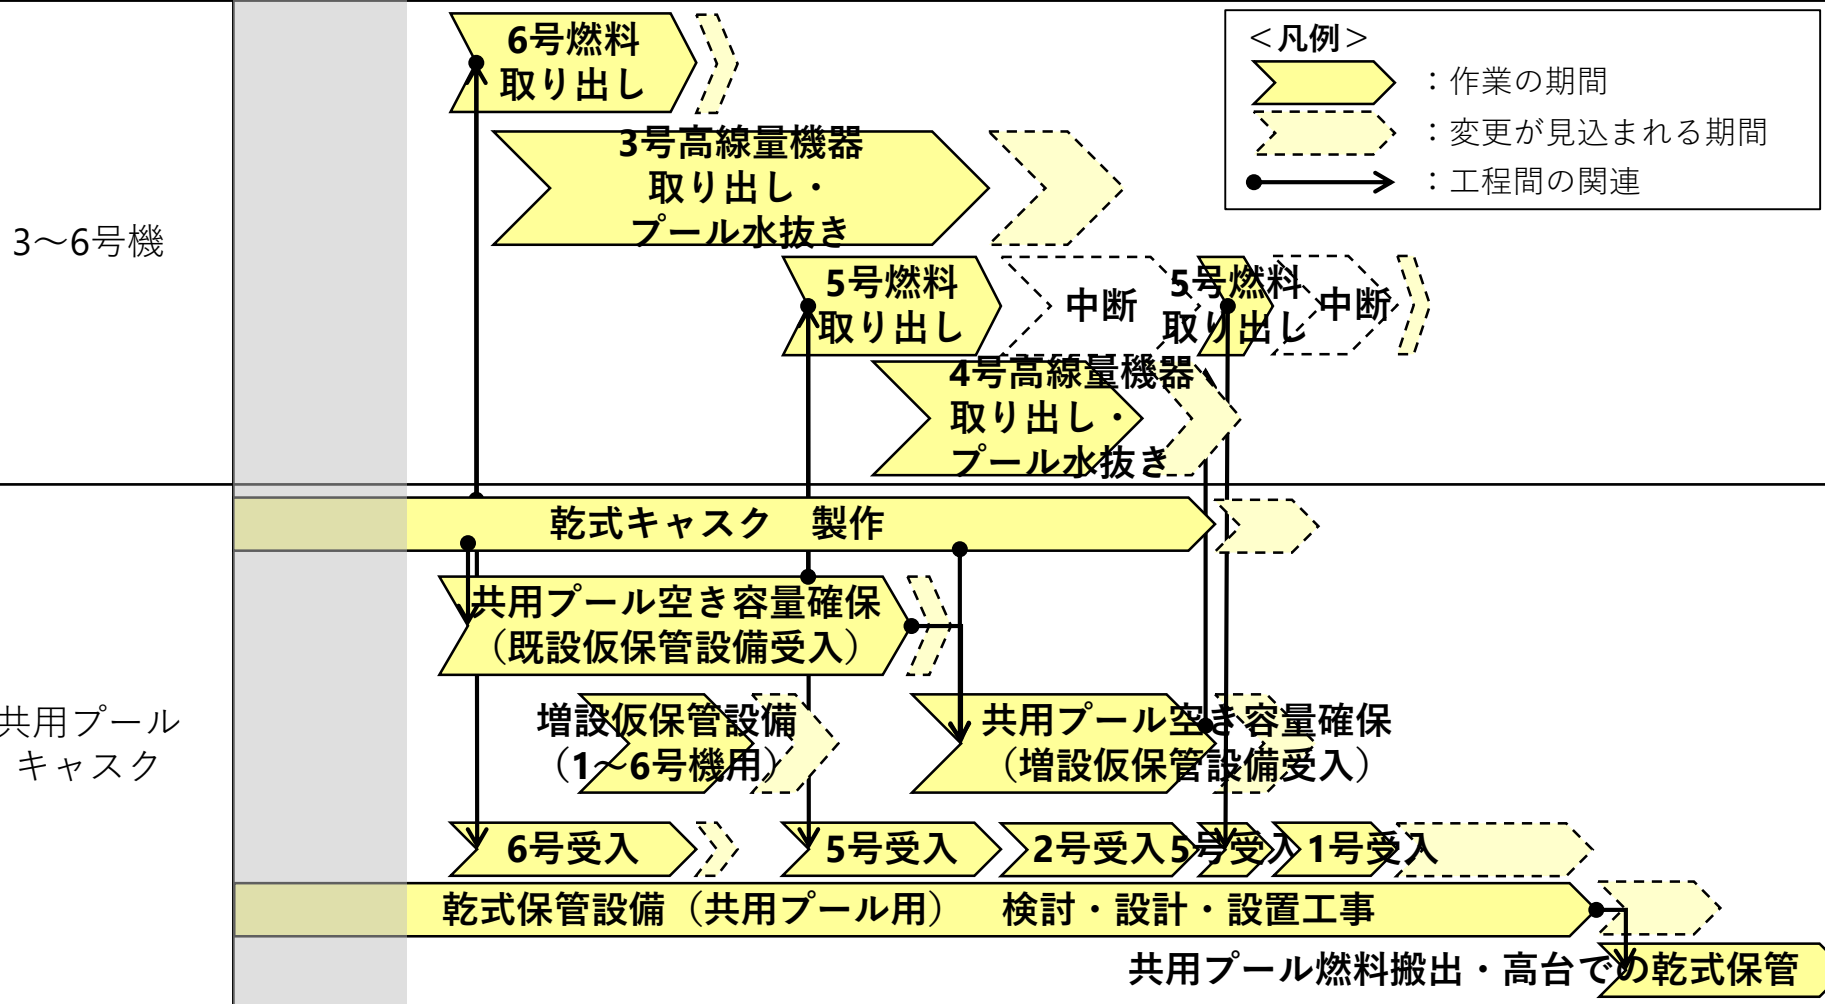 6号燃料
取り出し
＜凡例＞
：作業の期間
：変更が見込まれる期間
：工程間の関連
3号高線量機器
取り出し・
プール水抜き
3～6号機
5号燃料
取り出し
中断
5号燃料
取り出し
中断
4号高線量機器
取り出し・
プール水抜き
乾式キャスク　製作
共用プール空き容量確保
（既設仮保管設備受入）
増設仮保管設備
（1～6号機用）
共用プール空き容量確保
（増設仮保管設備受入）
共用プール
キャスク
6号受入
5号受入
2号受入
5号受入
1号受入
乾式保管設備（共用プール用）　検討・設計・設置工事
共用プール燃料搬出・高台での乾式保管